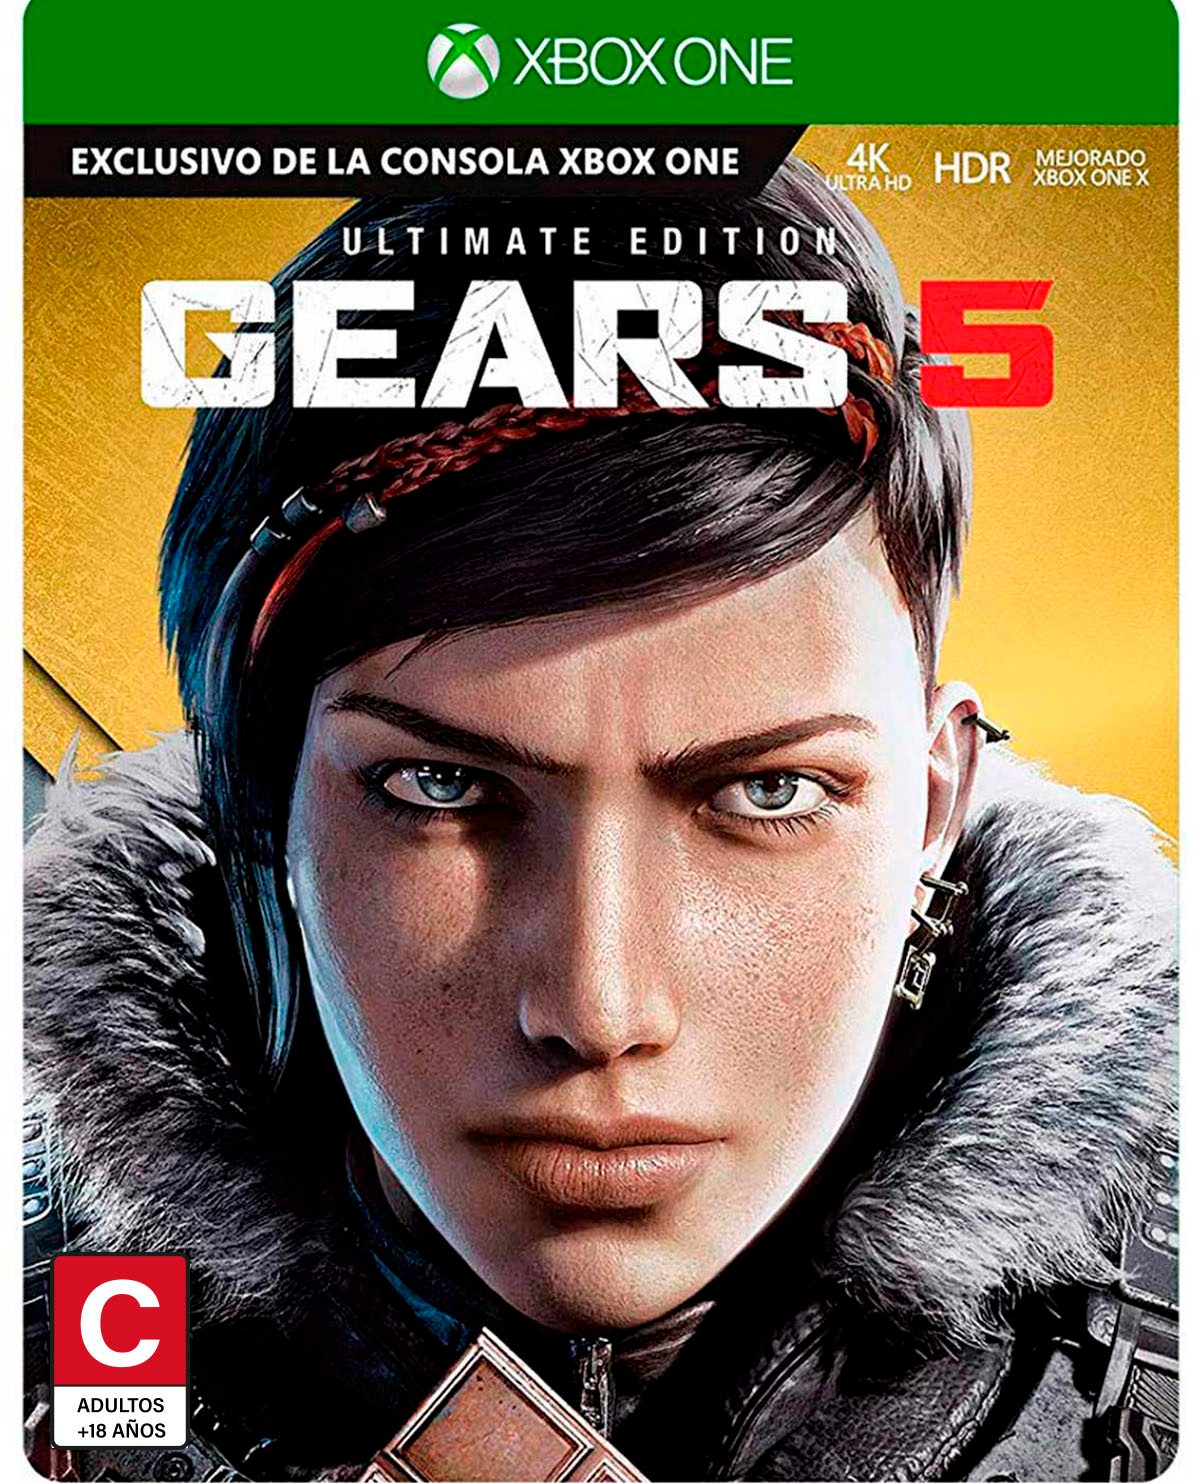 XBOX ONE
EXCLUSIVO DE LA CONSOLA XBOX ONE
4K
ULTRA HD
HDR
MEJORADO
XBOX ONE X
ULTIMATE EDITION
GEARS 5
C
ADULTOS
+18 AÑOS